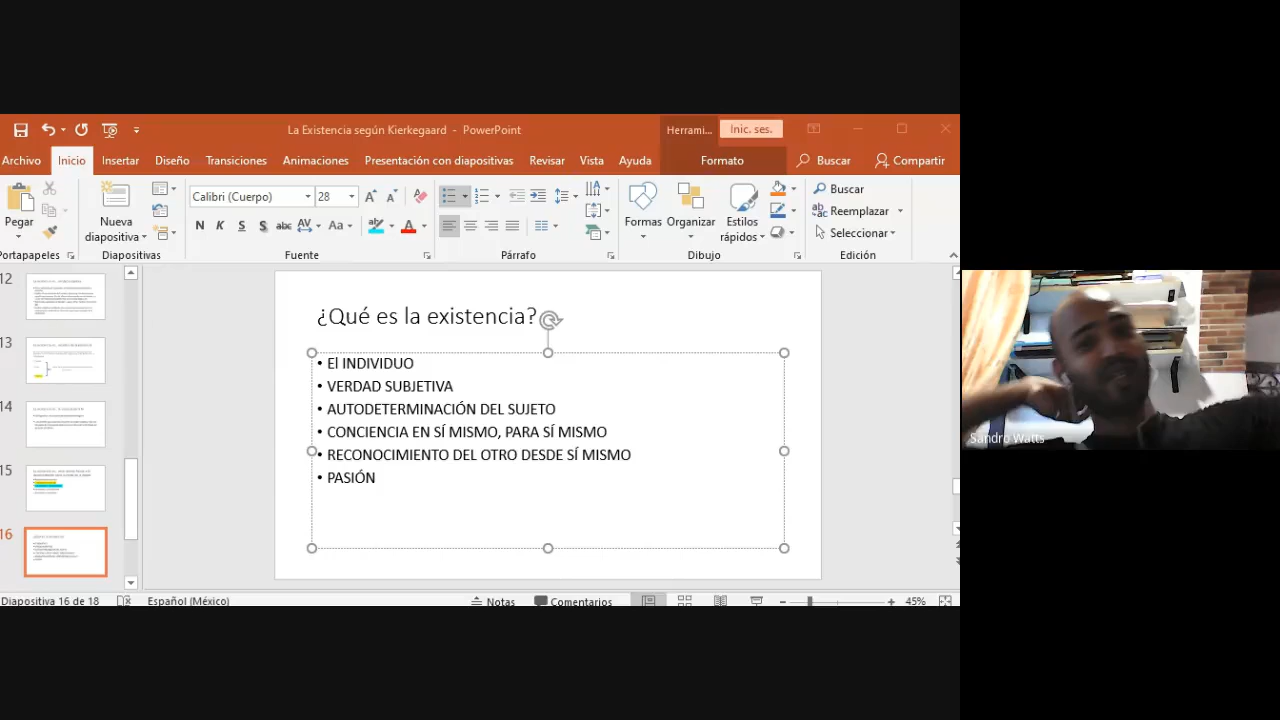 La Existencia según Kierkegaard - PowerPoint
Herrami...
Inic. ses.
Archivo Inicio Insertar Diseño Transiciones Animaciones Presentación con diapositivas Revisar Vista Ayuda Formato Buscar Compartir
Calibri (Cuerpo) 28
Pegar
Nueva diapositiva
N K S S abc AV Aa A
Formas Organizar Estilos rápidos
Buscar
Reemplazar
Seleccionar
Portapapeles Diapositivas Fuente Párrafo Dibujo Edición
12
13
14
15
16
¿Qué es la existencia?
• El INDIVIDUO
• VERDAD SUBJETIVA
• AUTODETERMINACIÓN DEL SUJETO
• CONCIENCIA EN SÍ MISMO, PARA SÍ MISMO
• RECONOCIMIENTO DEL OTRO DESDE SÍ MISMO
• PASIÓN
Diapositiva 16 de 18 Español (México) Notas Comentarios 45%
Sandro Watts